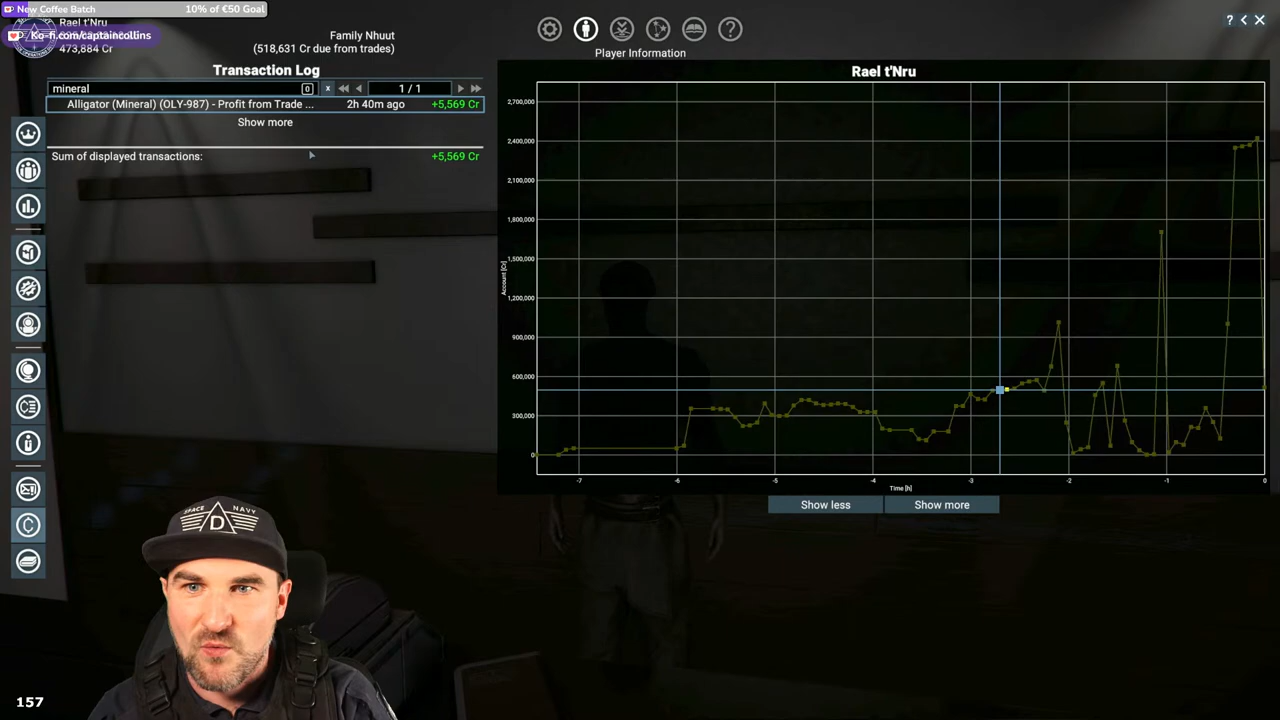 New Coffee Batch
10% of €50 Goal
Rael t'Nru
Ko-fi.com/captaincollins
473,884 Cr
Family Nhuut
(518,631 Cr due from trades)
? < X
Player Information
Transaction Log
mineral
0
x
1 / 1
Alligator (Mineral) (OLY-987) - Profit from Trade ...
2h 40m ago
+5,569 Cr
Show more
Sum of displayed transactions:
+5,569 Cr
Rael t'Nru
2,700,000
2,400,000
2,100,000
1,800,000
1,500,000
1,200,000
900,000
600,000
300,000
0
Account [Cr]
-7
-6
-5
-4
-3
-2
-1
0
Time [h]
Show less
Show more
SPACE NAVY
D
157